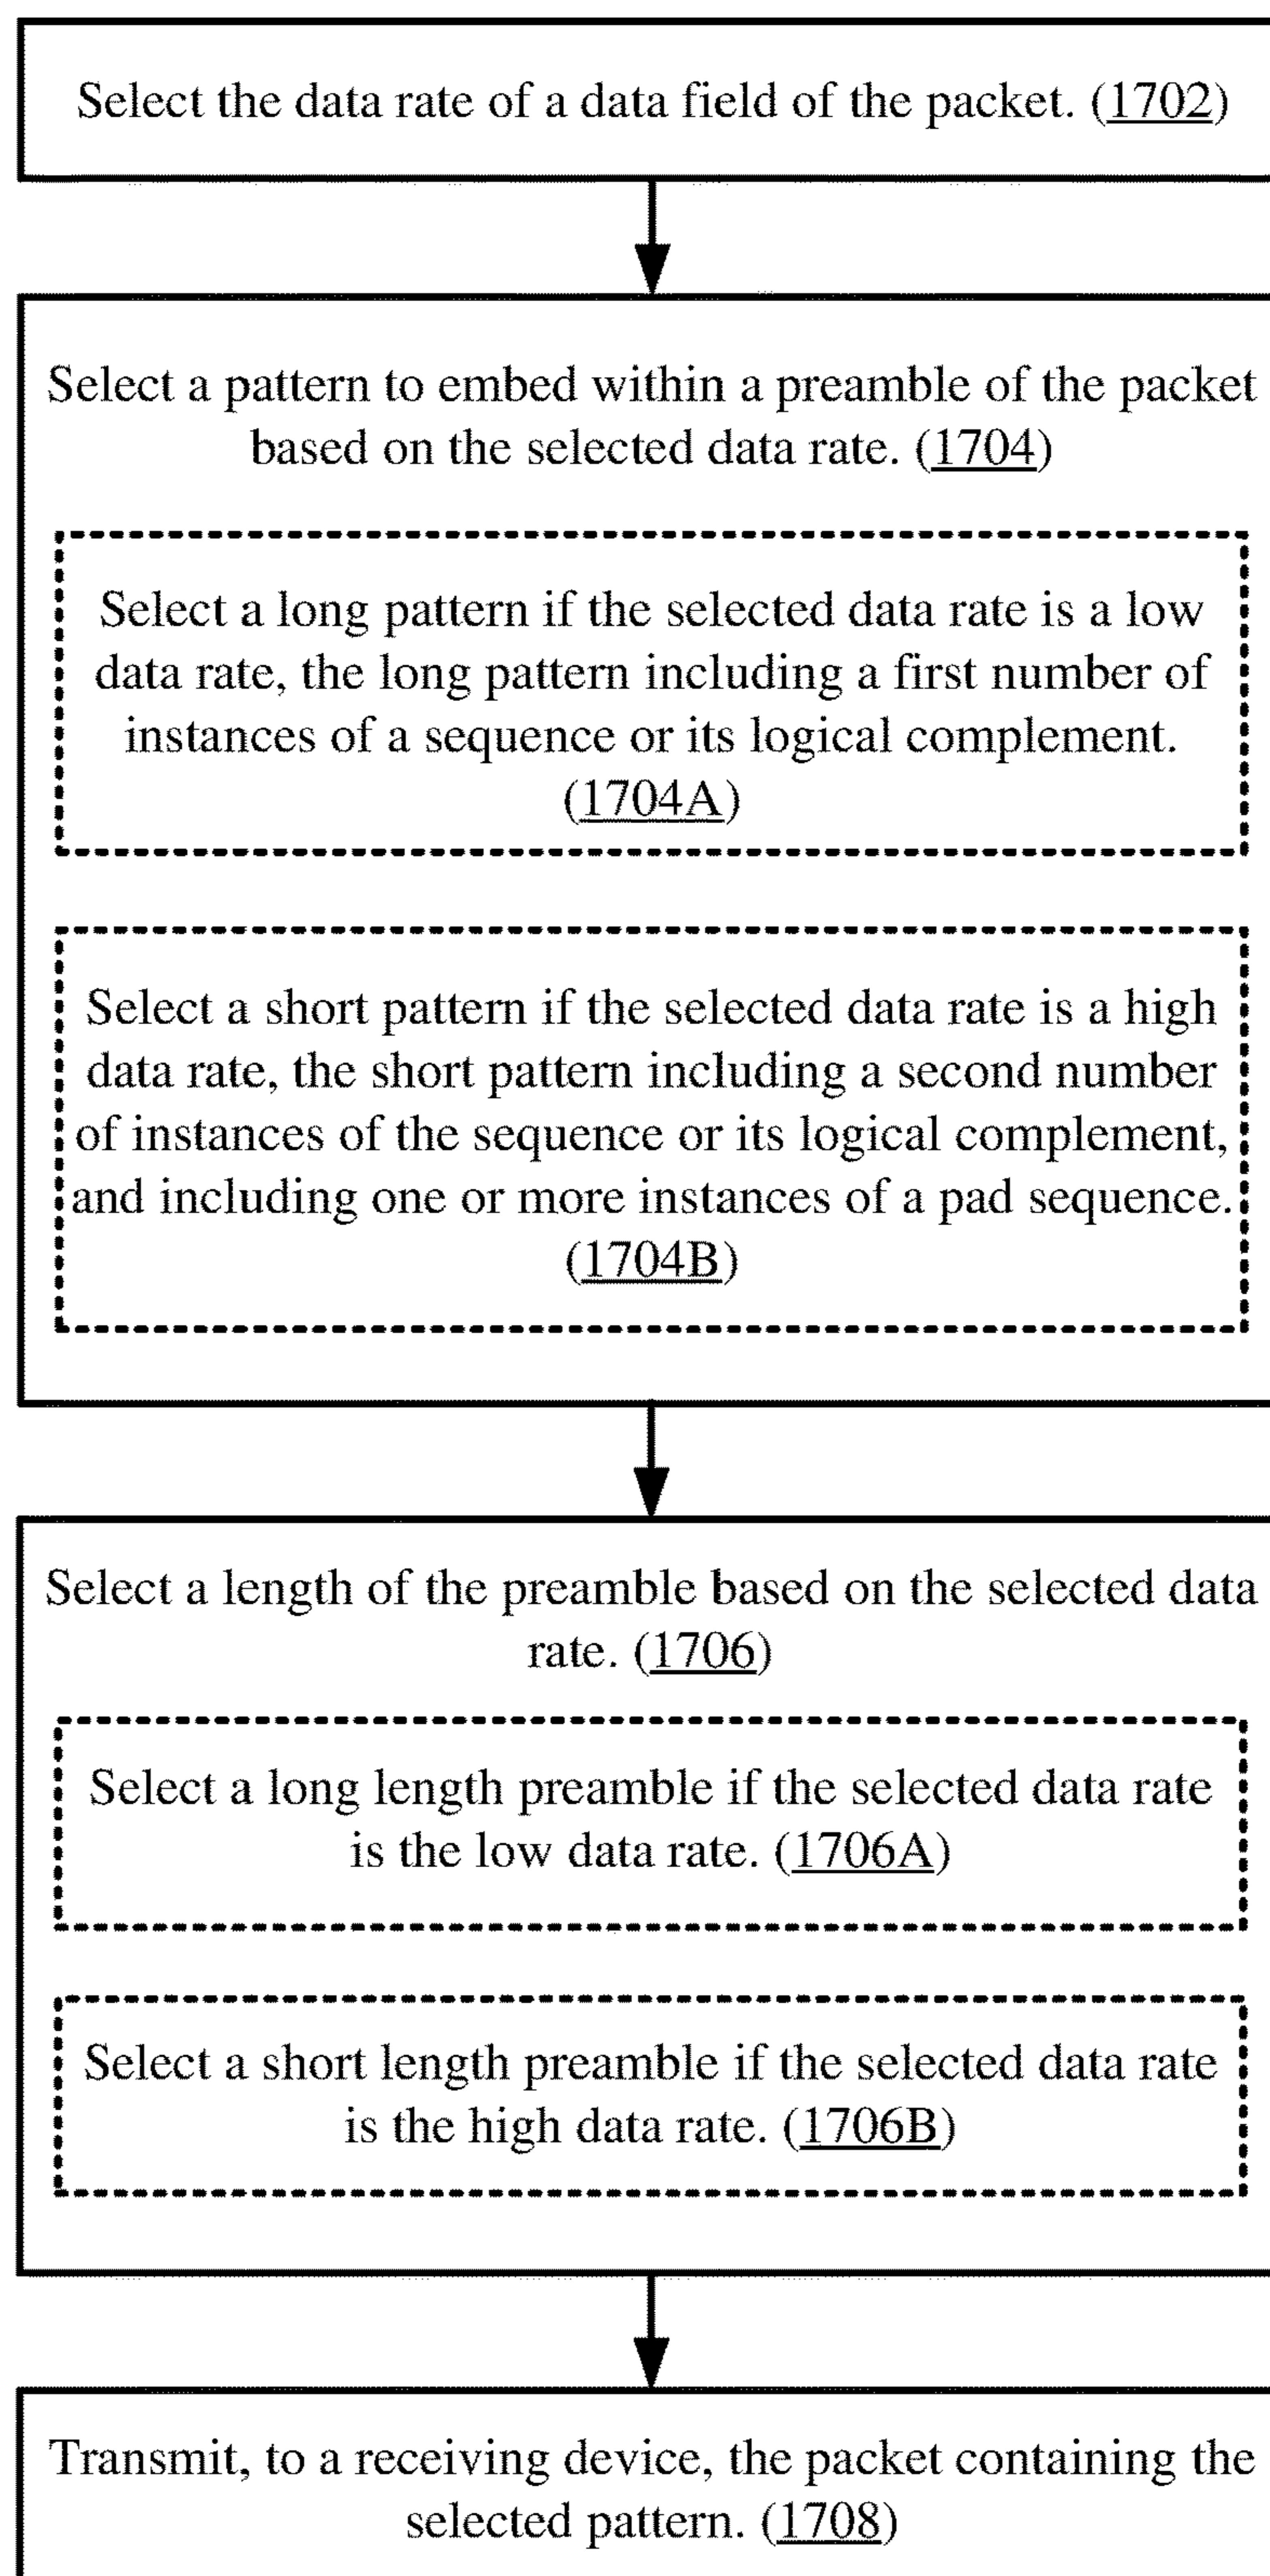 Select the data rate of a data field of the packet. (1702)
Select a pattern to embed within a preamble of the packet
based on the selected data rate. (1704)
Select a long pattern if the selected data rate is a low
data rate, the long pattern including a first number of
instances of a sequence or its logical complement.
(1704A)
Select a short pattern if the selected data rate is a high
data rate, the short pattern including a second number
of instances of the sequence or its logical complement,
and including one or more instances of a pad sequence.
(1704B)
Select a length of the preamble based on the selected data
rate. (1706)
Select a long length preamble if the selected data rate
is the low data rate. (1706A)
Select a short length preamble if the selected data rate
is the high data rate. (1706B)
Transmit, to a receiving device, the packet containing the
selected pattern. (1708)